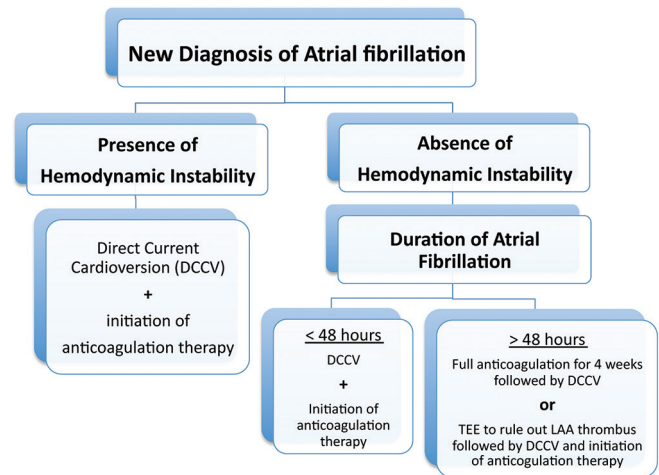 New Diagnosis of Atrial fibrillation
Presence of
Hemodynamic Instability
Direct Current
Cardioversion (DCCV)
+
initiation of
anticoagulation therapy
Absence of
Hemodynamic Instability
Duration of Atrial
Fibrillation
< 48 hours
DCCV
+
Initiation of
anticoagulation
therapy
> 48 hours
Full anticoagulation for 4 weeks
followed by DCCV
or
TEE to rule out LAA thrombus
followed by DCCV and initiation
of anticoagulation therapy